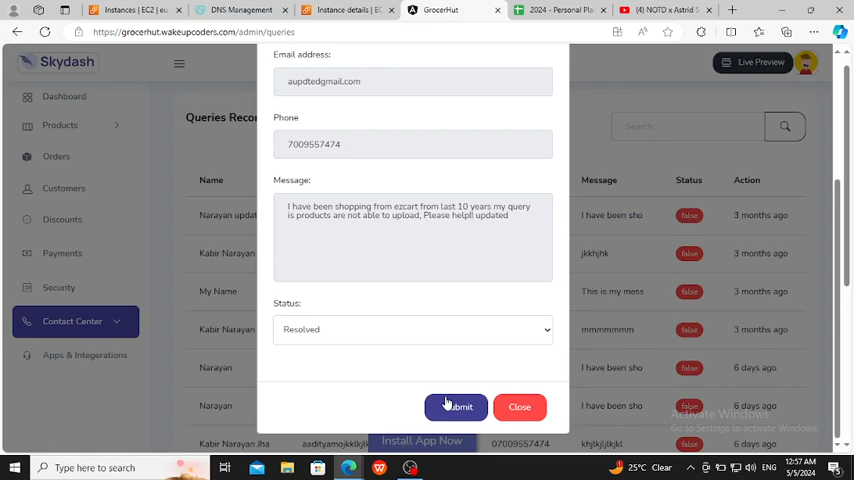 Instances | EC2 | eu
DNS Management
Instance details | EC
GrocerHut
2024 - Personal Pla
(4) NOTD x Astrid S
https://grocerhut.wakeupcoders.com/admin/queries
Skydash
Live Preview
Dashboard
Products
Orders
Customers
Discounts
Payments
Security
Contact Center
Apps & Integerations
Queries Recor
Search
Name
Message
Status
Action
Narayan updat
I have been sho
false
3 months ago
Kabir Narayan
jkkhjhk
false
3 months ago
My Name
This is my mess
false
3 months ago
Kabir Narayan
mmmmmmm
false
3 months ago
Narayan
I have been sho
false
6 days ago
Narayan
I have been sho
false
6 days ago
Kabir Narayan Jha
07009557474
khjlkjljlkjkl
false
6 days ago
Email address:
aupdtedgmail.com
Phone
7009557474
Message:
I have been shopping from ezcart from last 10 years my query
is products are not able to upload, Please help!! updated
Status:
Resolved
Submit
Close
Install App Now
Activate Windows
Go to Settings to activate Windows.
Type here to search
25°C Clear
ENG
12:57 AM
5/5/2024
5